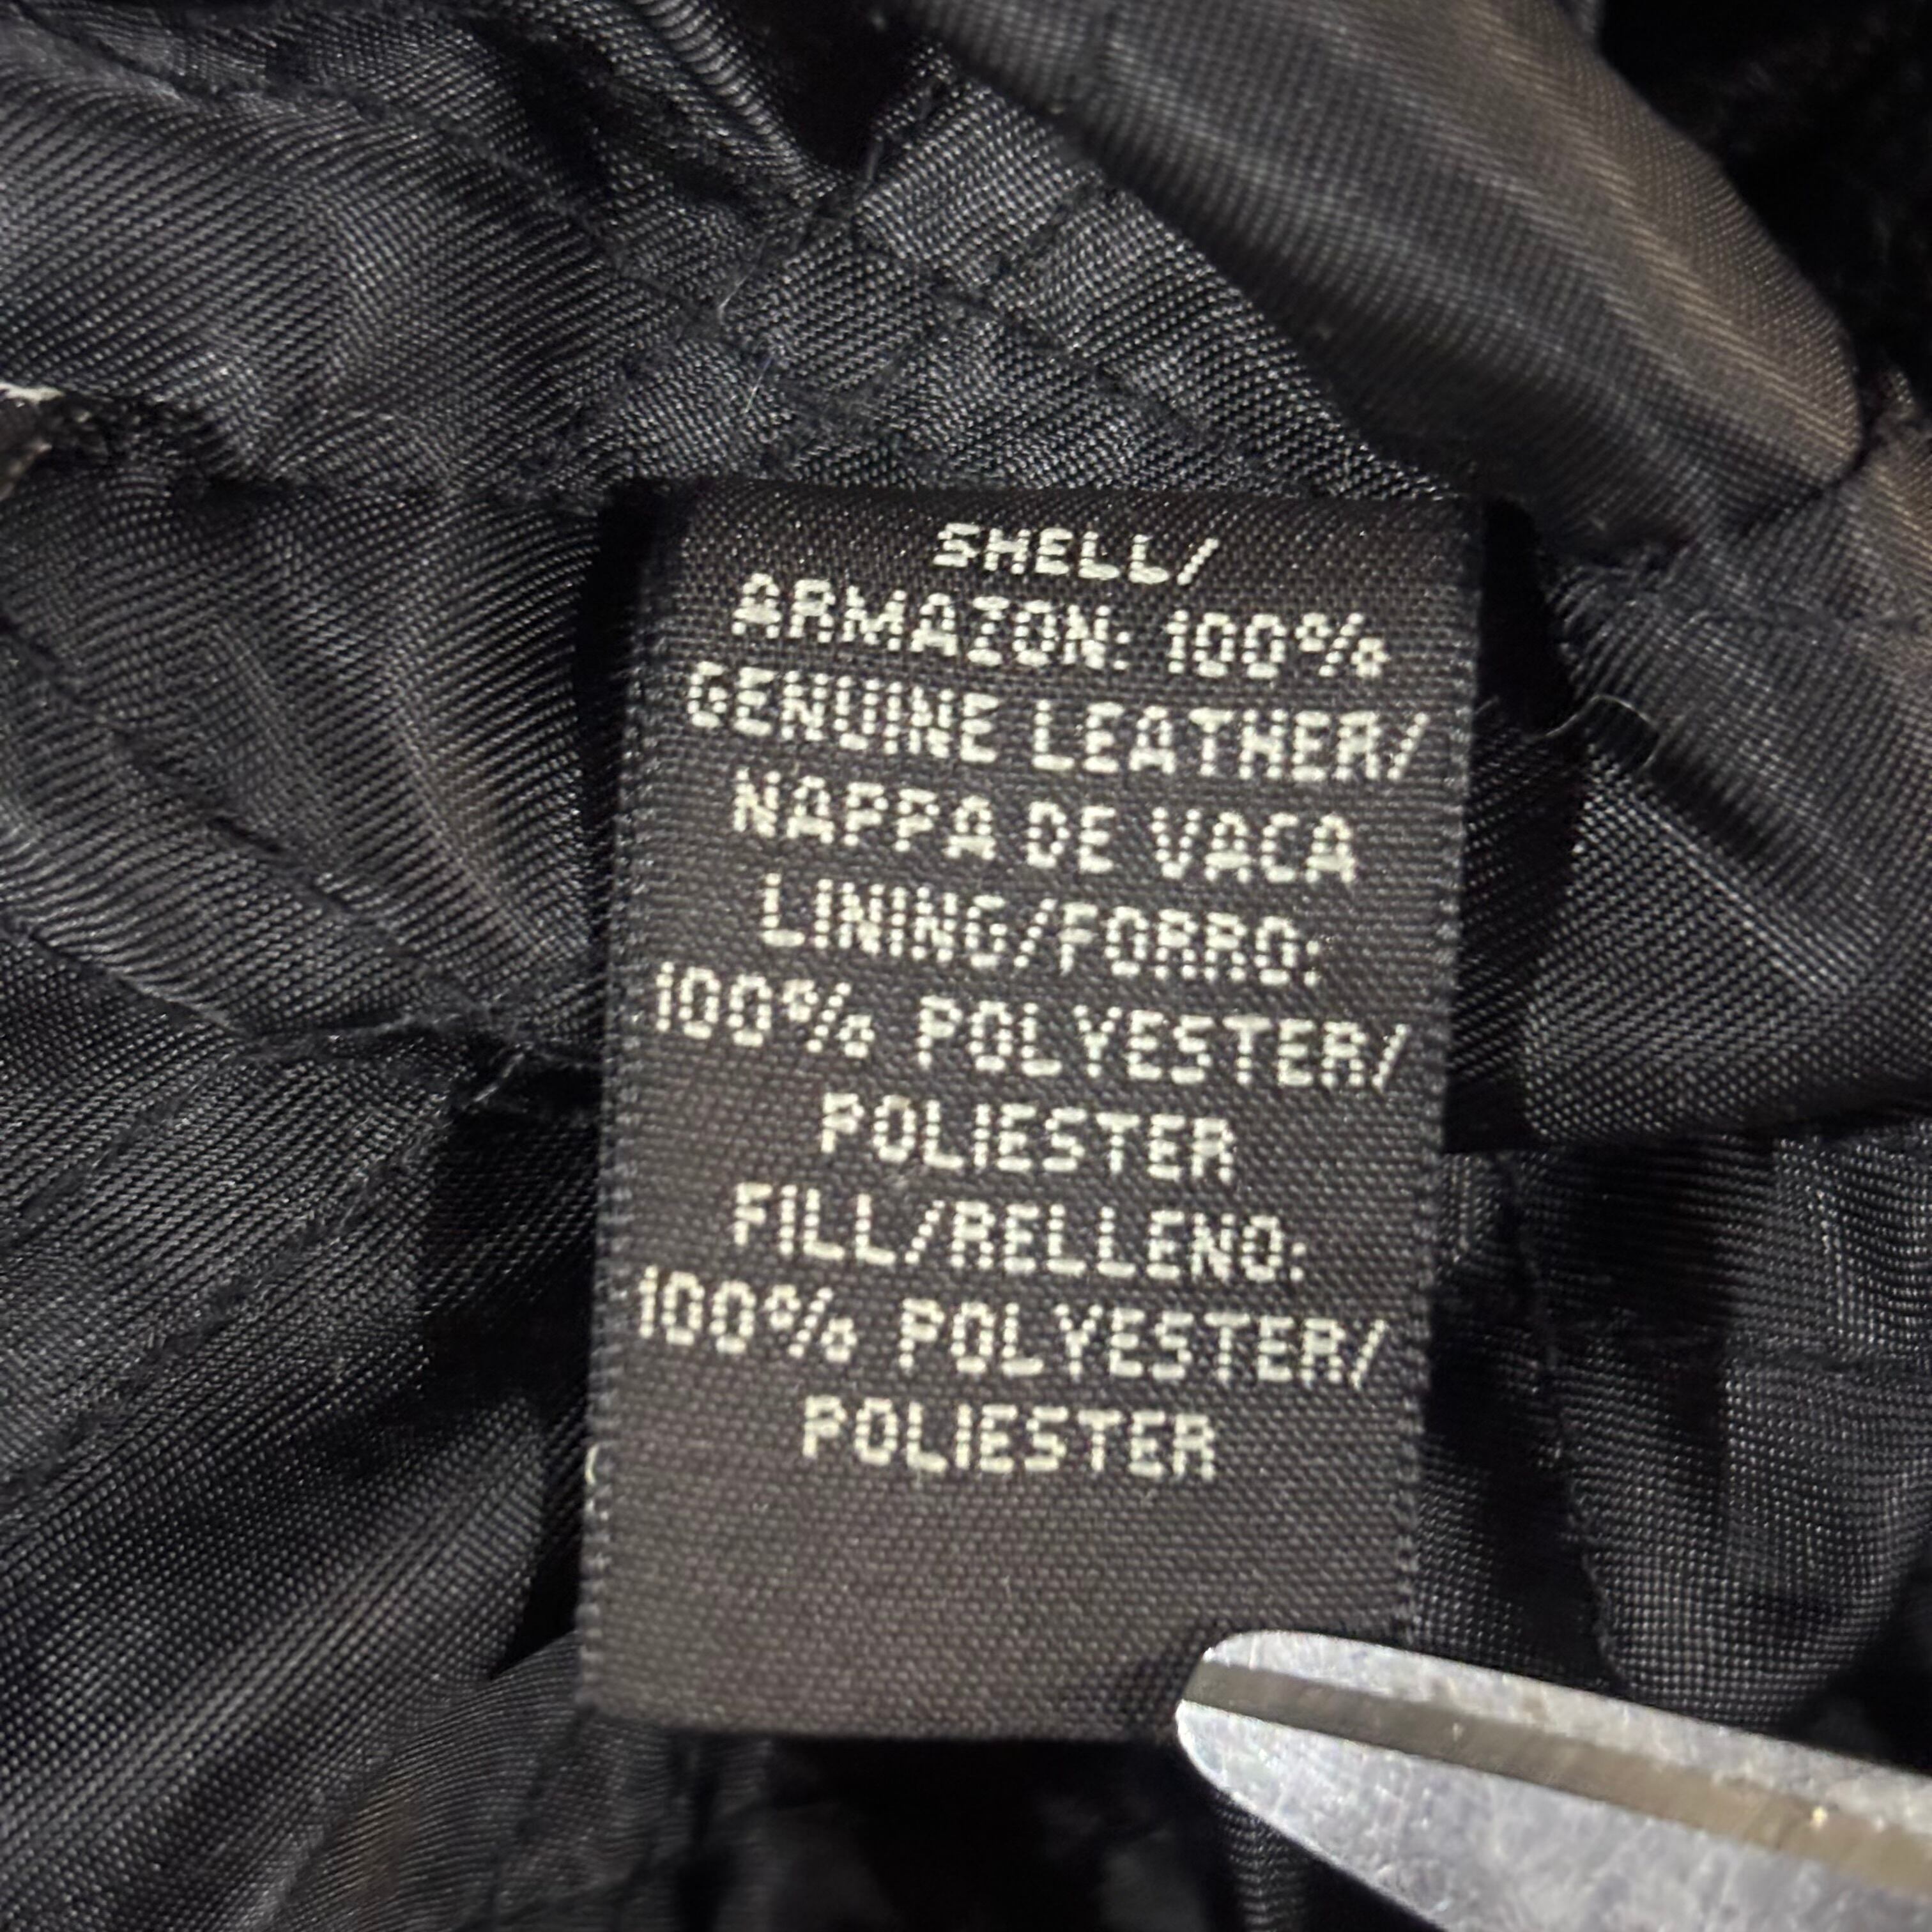 SHELL/
ARMAZON: 100%
GENUINE LEATHER/
NAPPA DE VACA
LINING/FORRO:
100% POLYESTER/
POLIESTER
FILL/RELLENO:
100% POLYESTER/
POLIESTER